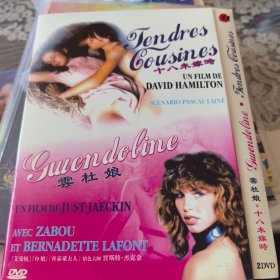 Tendres
Cousines
十八未嫁時
UN FILM DE
DAVID HAMILTON
SCÉNARIO PASCAL LAINÉ
Gwendoline
雲杜娘
UN FILM DE JUST JAECKIN
AVEC ZABOU
ET BERNADETTE LAFONT
DVD
Gwendoline • Tendres Cousines
雲杜娘・十八未嫁時
2DVD